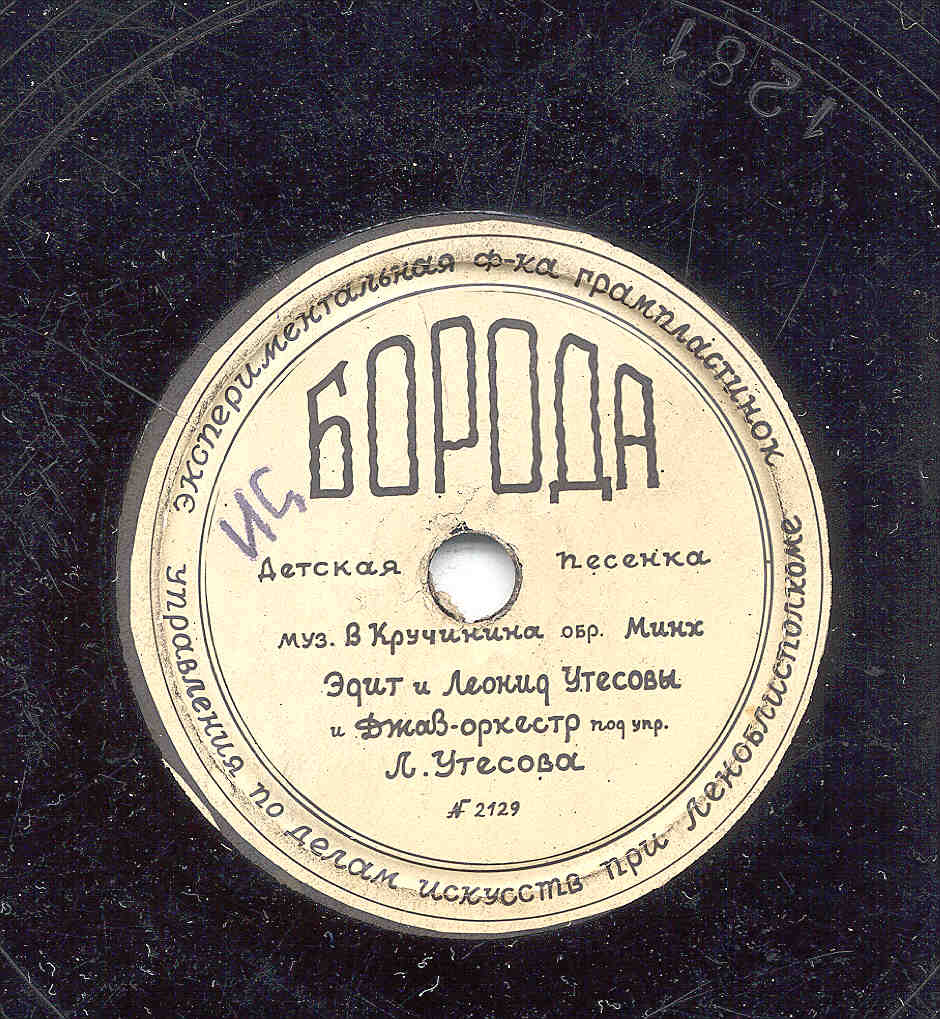 1281
экспериментальная ф-ка грампластинок
управления по делам искусств при Леноблисполкоме
БОРОДА
ИЦ
Детская песенка
муз. В Кручинина обр. Минх
Эдит и Леонид Утесовы
и Джаз-оркестр под упр.
Л. Утесова
№ 2129